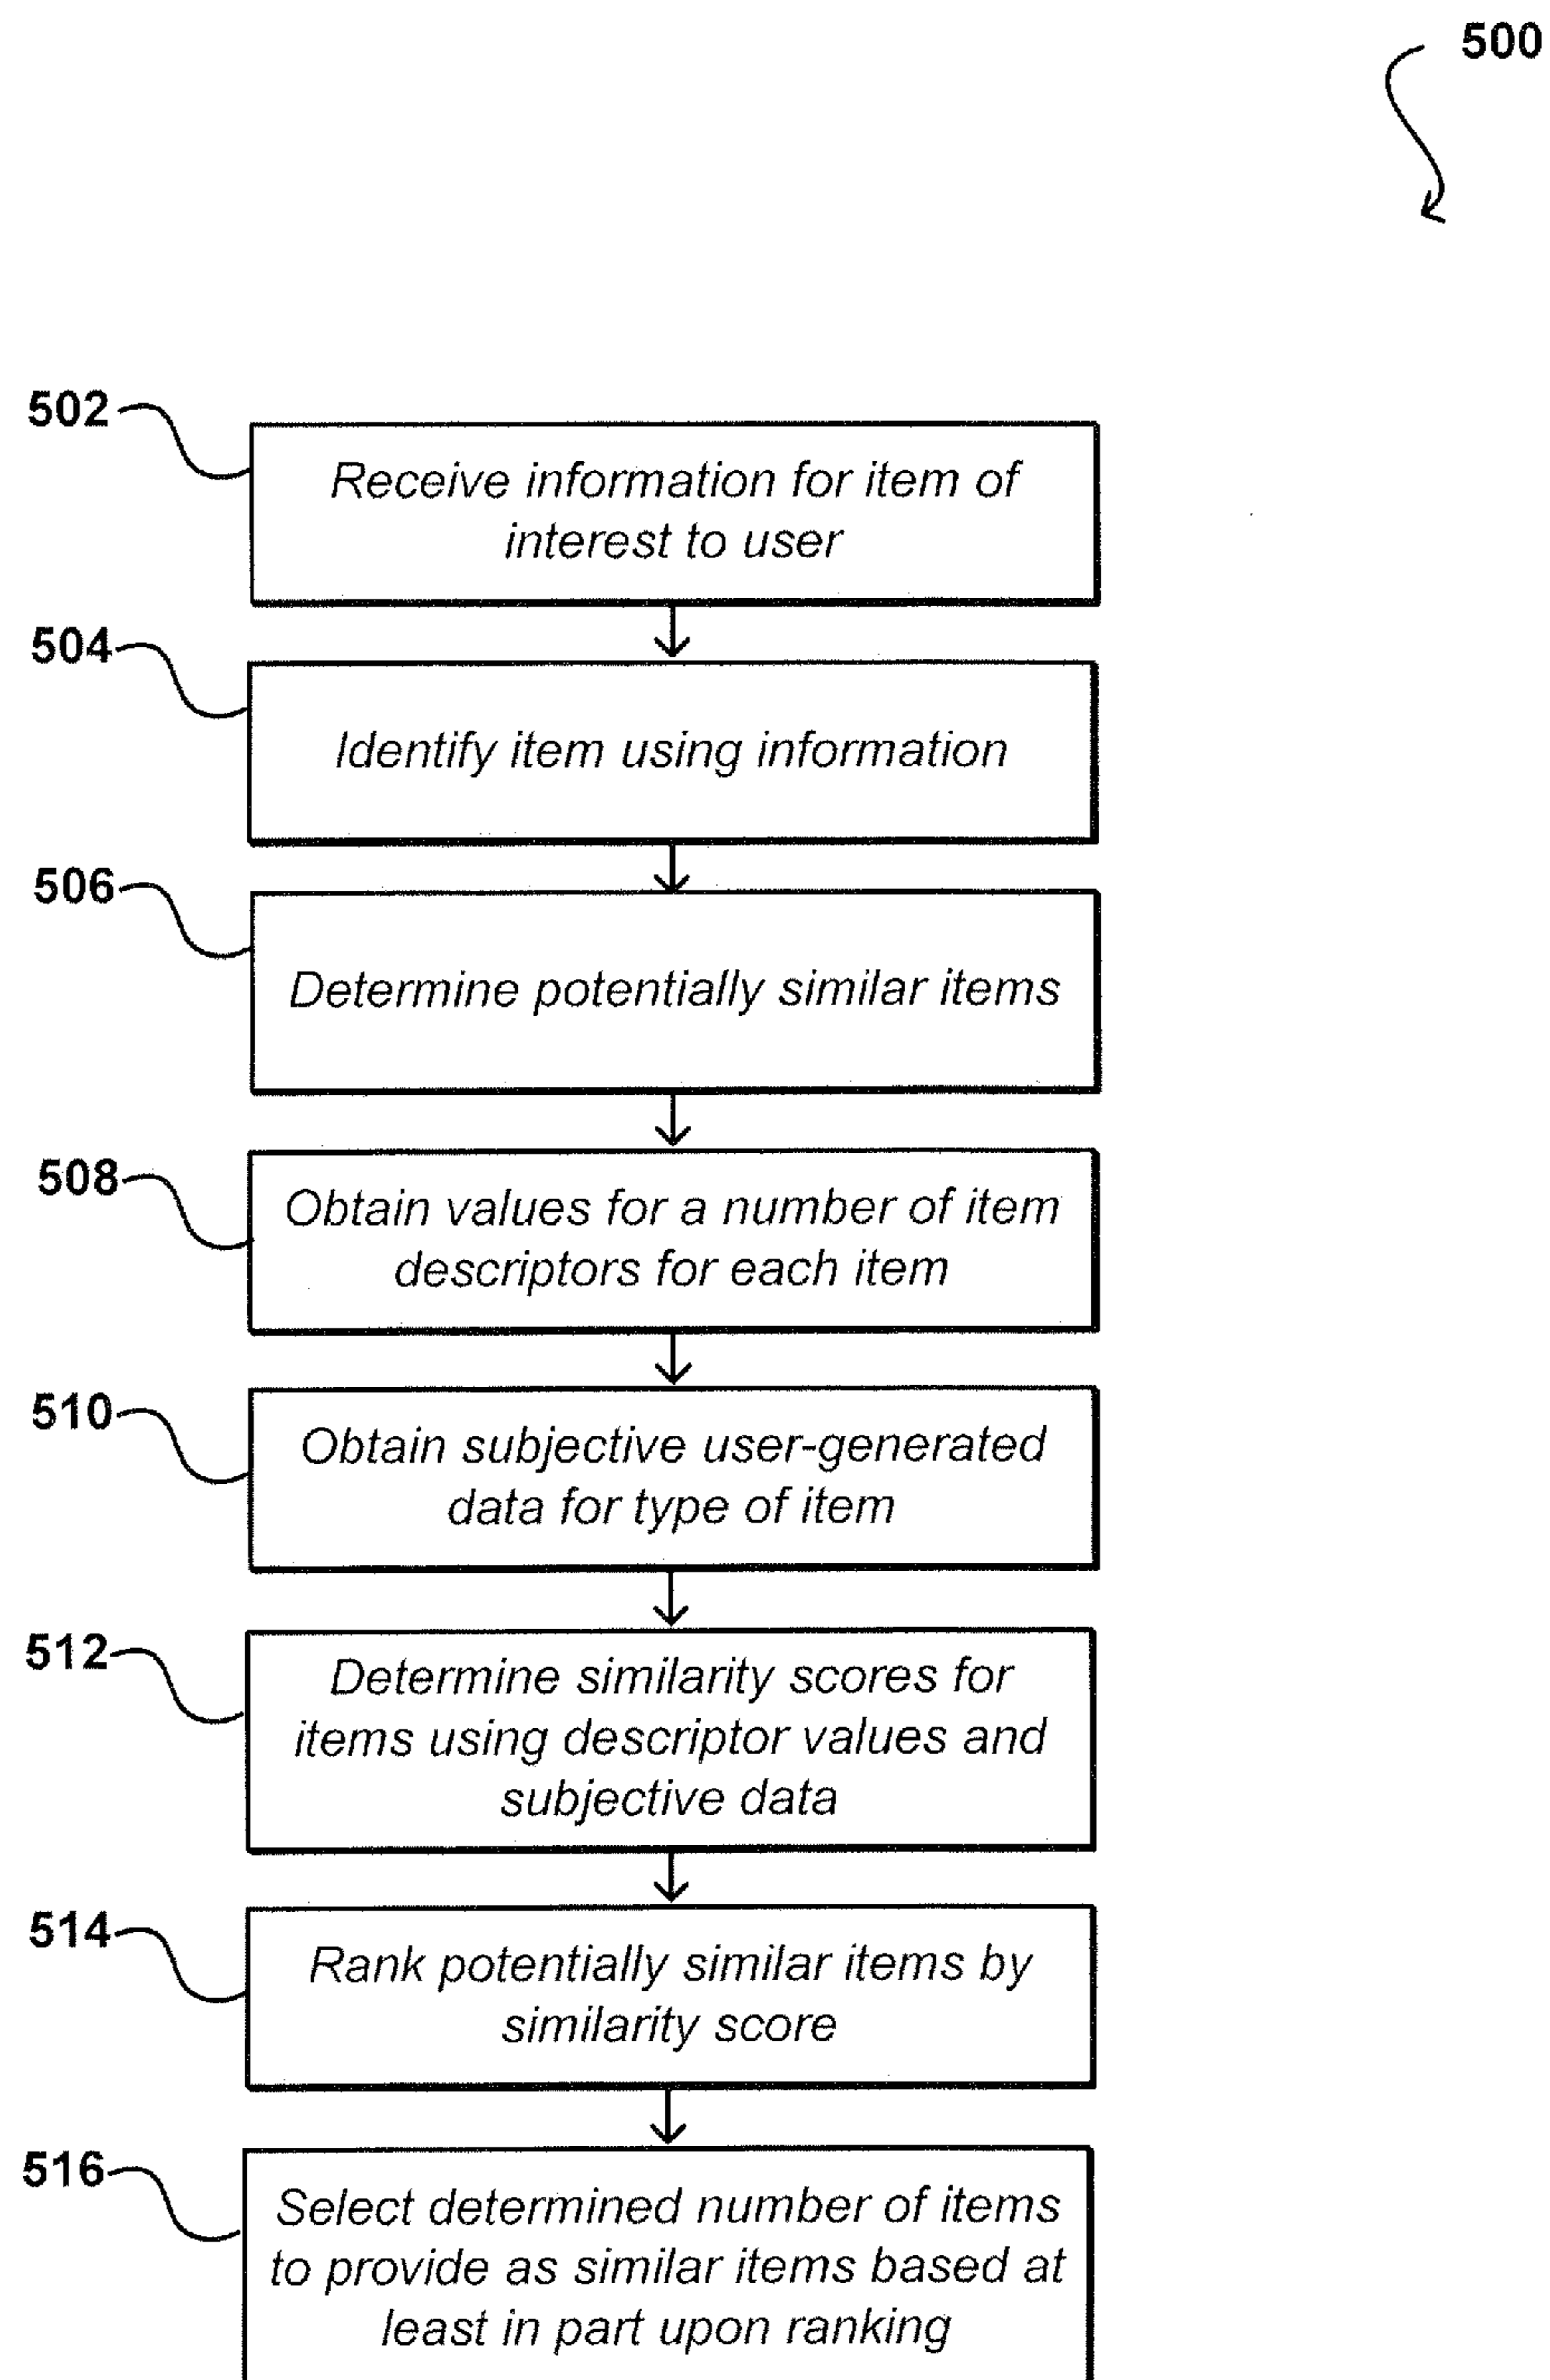 500
502
Receive information for item of
interest to user
504
Identify item using information
506
Determine potentially similar items
508
Obtain values for a number of item
descriptors for each item
510
Obtain subjective user-generated
data for type of item
512
Determine similarity scores for
items using descriptor values and
subjective data
514
Rank potentially similar items by
similarity score
516
Select determined number of items
to provide as similar items based at
least in part upon ranking